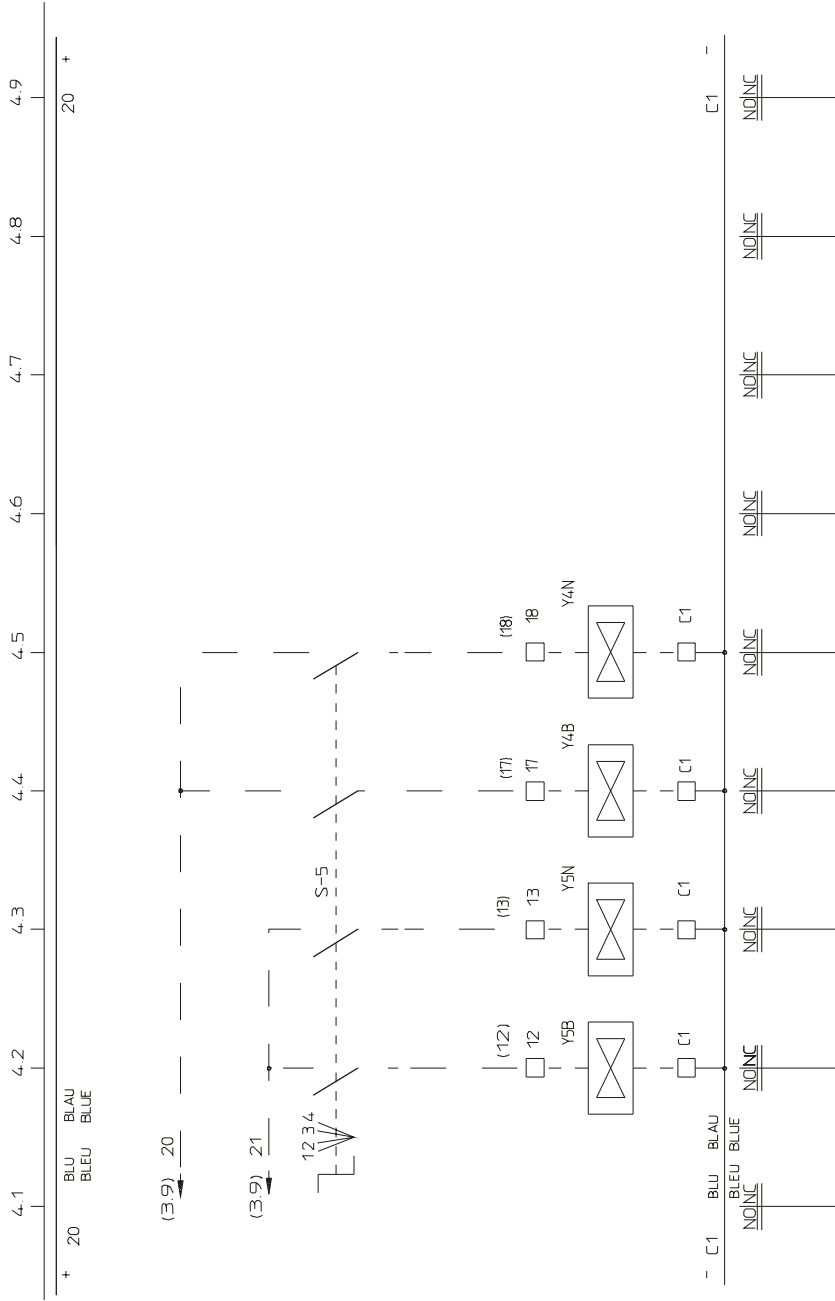 4.1 4.2 4.3 4.4 4.5 4.6 4.7 4.8 4.9
+ 20 BLU BLAU 20 +
BLEU BLUE
(3.9) 20
(3.9) 21
1 2 3 4 S-5
(12) (13) (17) (18)
12 13 17 18
Y5B Y5N Y4B Y4N
C1 C1 C1 C1
- C1 BLU BLAU C1 -
BLEU BLUE
NO NC NO NC NO NC NO NC NO NC NO NC NO NC NO NC NO NC